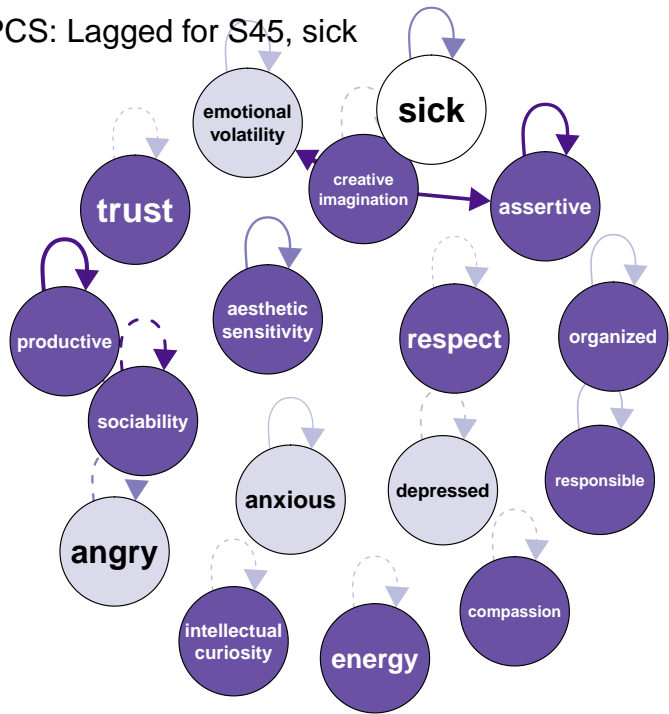 PCS: Lagged for S45, sick
emotional
volatility
sick
creative
imagination
trust
assertive
productive
aesthetic
sensitivity
respect
organized
sociability
anxious
depressed
responsible
angry
intellectual
curiosity
energy
compassion